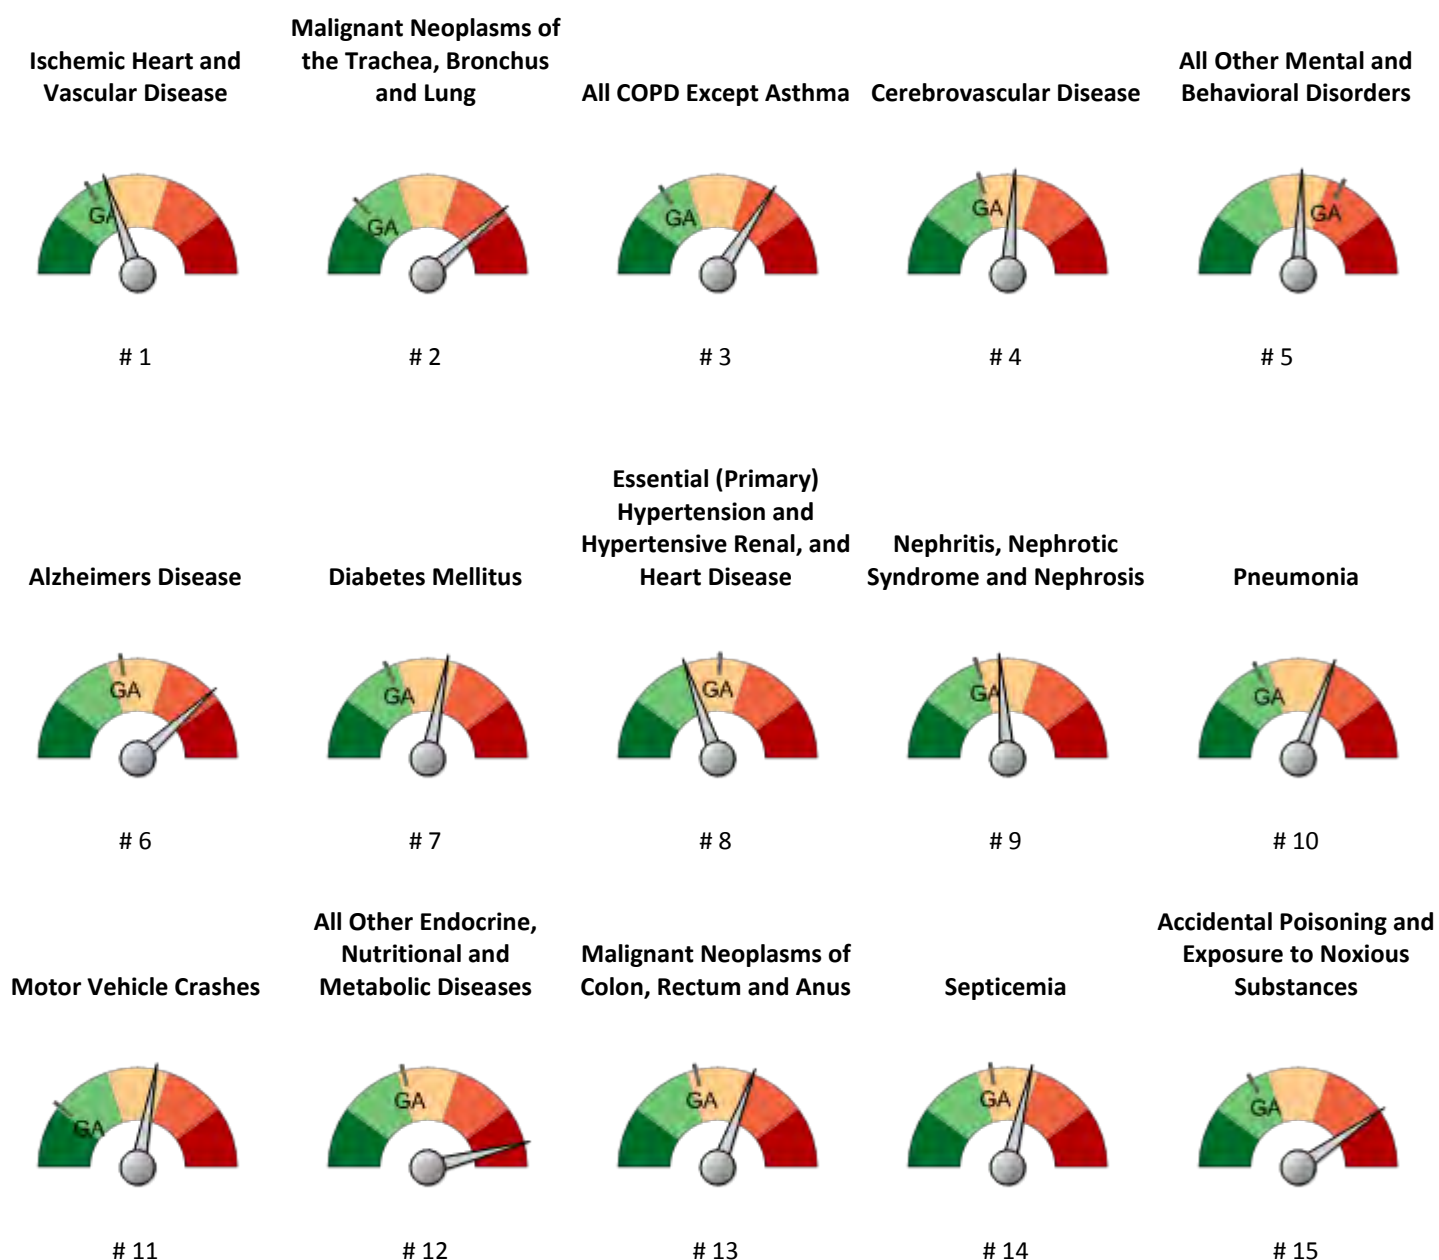 Ischemic Heart and
Vascular Disease
Malignant Neoplasms of
the Trachea, Bronchus
and Lung
All COPD Except Asthma
Cerebrovascular Disease
All Other Mental and
Behavioral Disorders
GA
GA
GA
GA
GA
# 1
# 2
# 3
# 4
# 5
Alzheimers Disease
Diabetes Mellitus
Essential (Primary)
Hypertension and
Hypertensive Renal, and
Heart Disease
Nephritis, Nephrotic
Syndrome and Nephrosis
Pneumonia
GA
GA
GA
GA
GA
# 6
# 7
# 8
# 9
# 10
Motor Vehicle Crashes
All Other Endocrine,
Nutritional and
Metabolic Diseases
Malignant Neoplasms of
Colon, Rectum and Anus
Septicemia
Accidental Poisoning and
Exposure to Noxious
Substances
GA
GA
GA
GA
GA
# 11
# 12
# 13
# 14
# 15